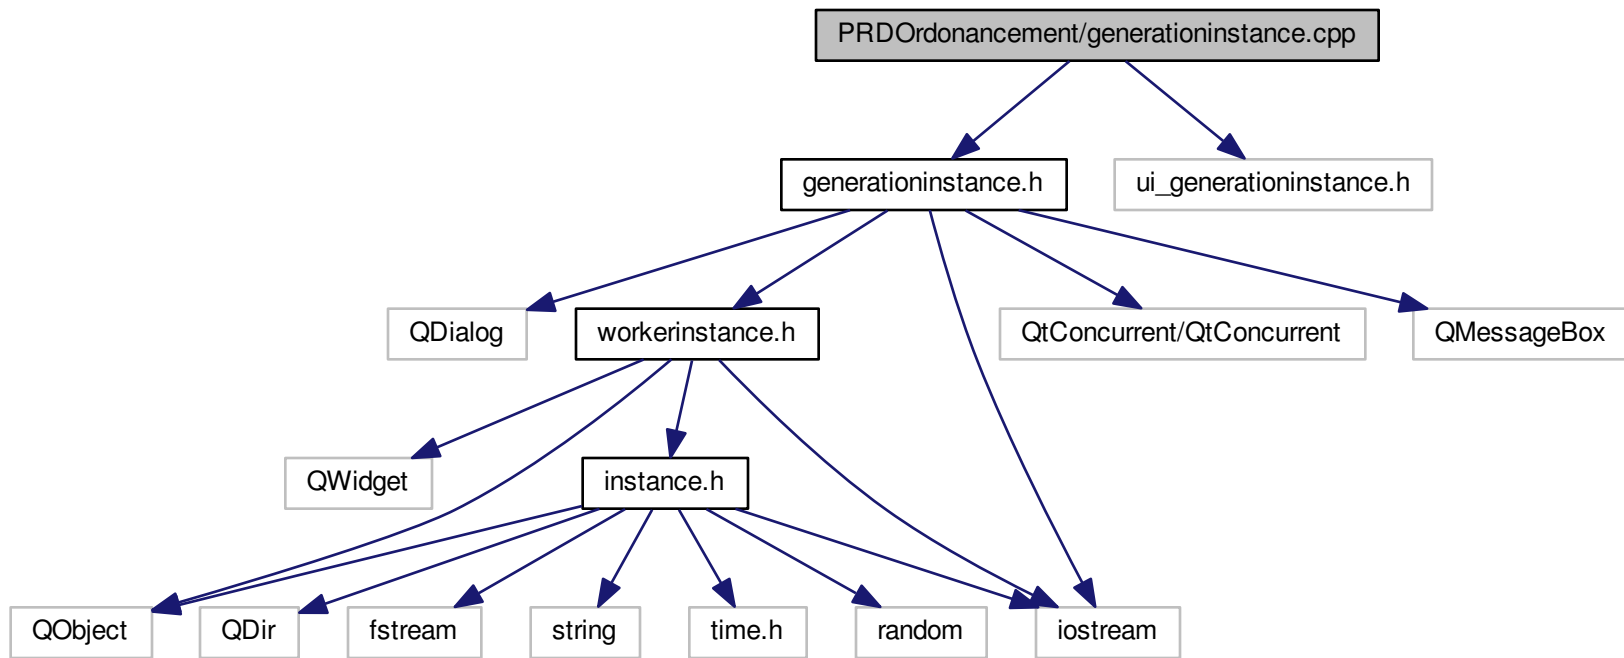 PRDOrdonancement/generationinstance.cpp
generationinstance.h
ui_generationinstance.h
QDialog
workerinstance.h
QtConcurrent/QtConcurrent
QMessageBox
QWidget
instance.h
QObject
QDir
fstream
string
time.h
random
iostream